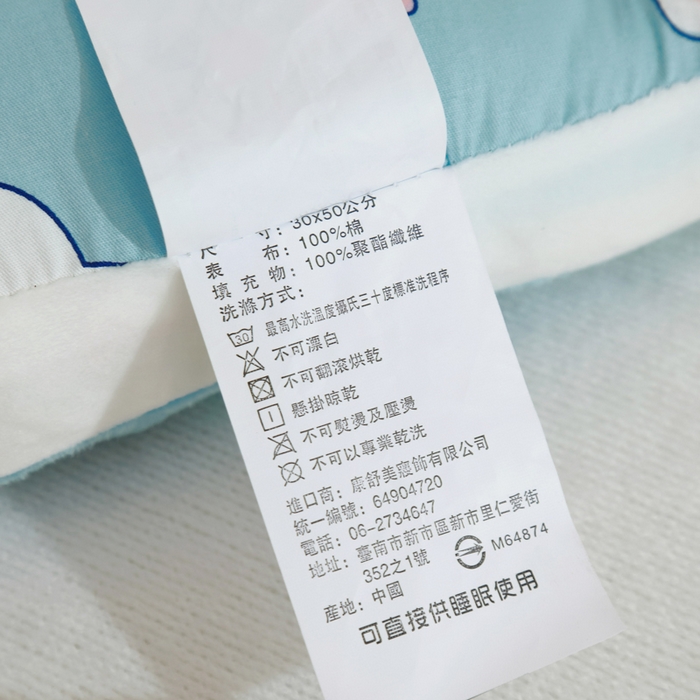 尺 寸：30x50公分
表 布：100%棉
填 充 物：100%聚酯纖維
洗滌方式：
30 最高水洗溫度攝氏三十度標準洗程序
不可漂白
不可翻滾烘乾
懸掛晾乾
不可熨燙及壓燙
不可以專業乾洗
進口商：康舒美寢飾有限公司
統一編號：64904720
電話：06-2734647
地址：臺南市新市區新市里仁愛街
352之1號 M64874
產地：中國
可直接供睡眠使用